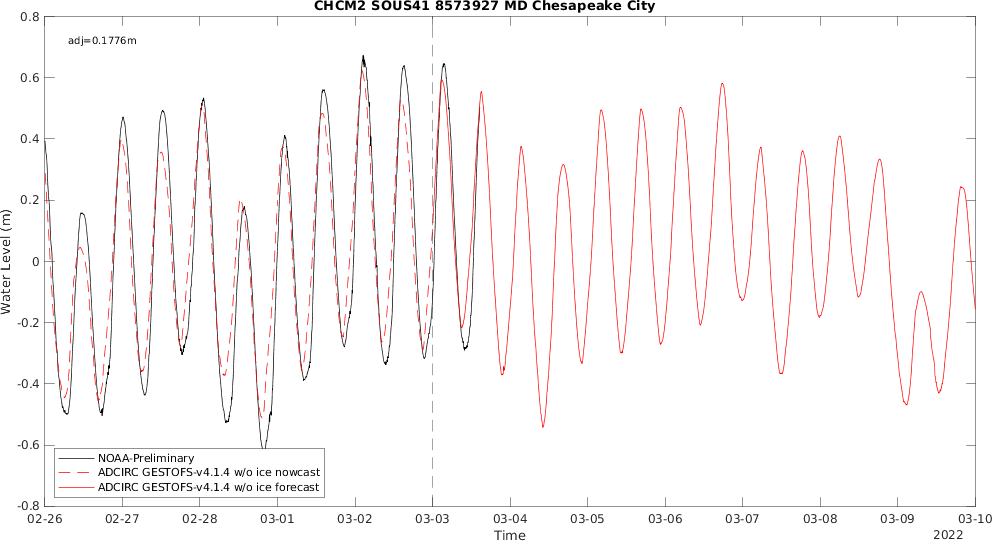 CHCM2 SOUS41 8573927 MD Chesapeake City
adj=0.1776m
0.8
0.6
0.4
0.2
0
-0.2
-0.4
-0.6
-0.8
Water Level (m)
NOAA-Preliminary
ADCIRC GESTOFS-v4.1.4 w/o ice nowcast
ADCIRC GESTOFS-v4.1.4 w/o ice forecast
02-26 02-27 02-28 03-01 03-02 03-03 03-04 03-05 03-06 03-07 03-08 03-09 03-10
Time
2022